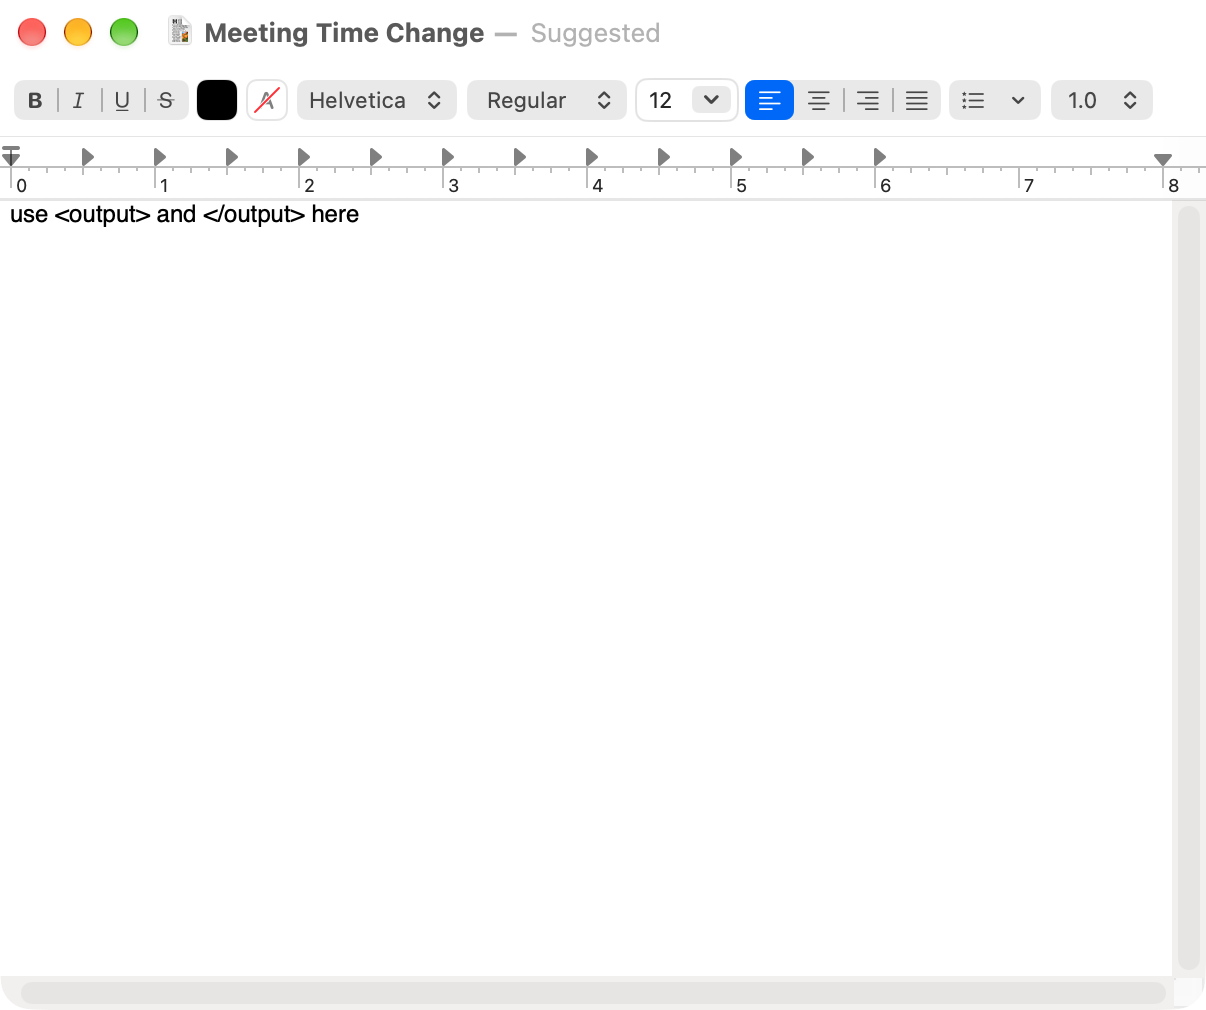 Meeting Time Change — Suggested
B I U S Helvetica Regular 12 1.0
0 1 2 3 4 5 6 7 8
use <output> and </output> here